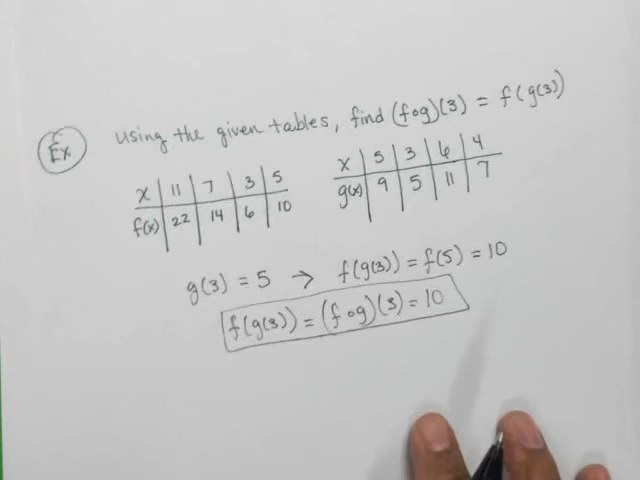 Ex Using the given tables, find (f∘g)(3) = f(g(3))
x | 11 | 7 | 3 | 5
f(x) | 22 | 14 | 6 | 10
x | 5 | 3 | 6 | 4
g(x) | 9 | 5 | 11 | 7
g(3) = 5 → f(g(3)) = f(5) = 10
f(g(3)) = (f∘g)(3) = 10